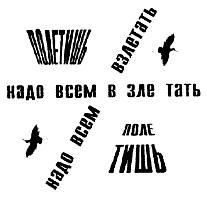 ПОЛЕТИШЬ
ВЗЛЕТАТЬ
надо всем в зле тать
надо всем
ПОЛЕ
ТИШЬ